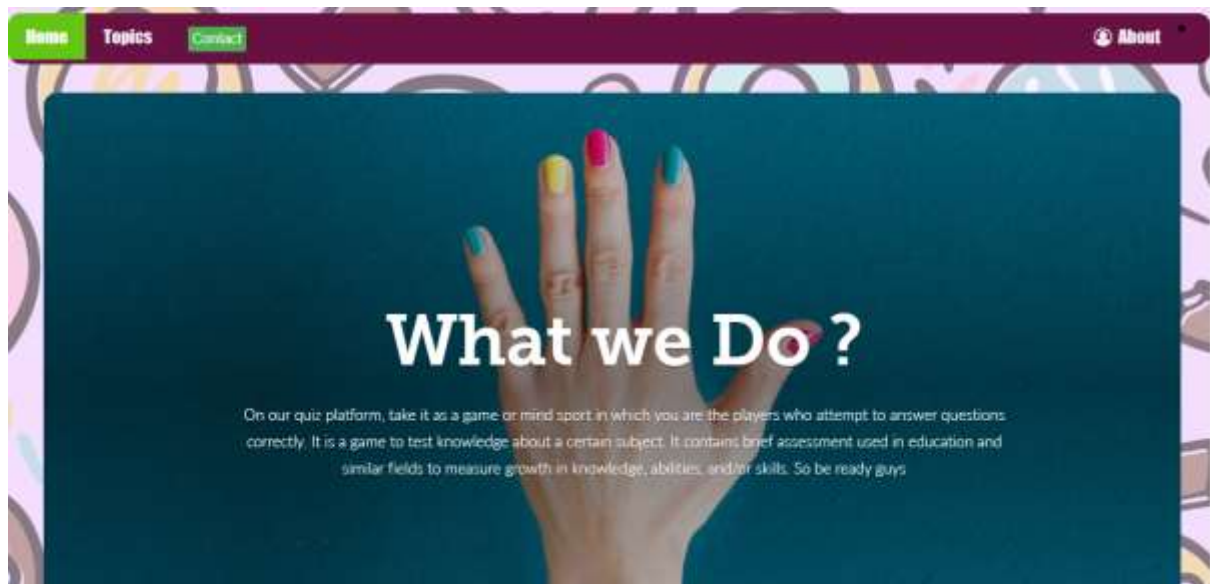 Home Topics Contact About
What we Do ?
On our quiz platform, take it as a game or mind sport in which you are the players who attempt to answer questions
correctly. It is a game to test knowledge about a certain subject. It contains brief assessment used in education and
similar fields to measure growth in knowledge, abilities, and/or skills. So be ready guys